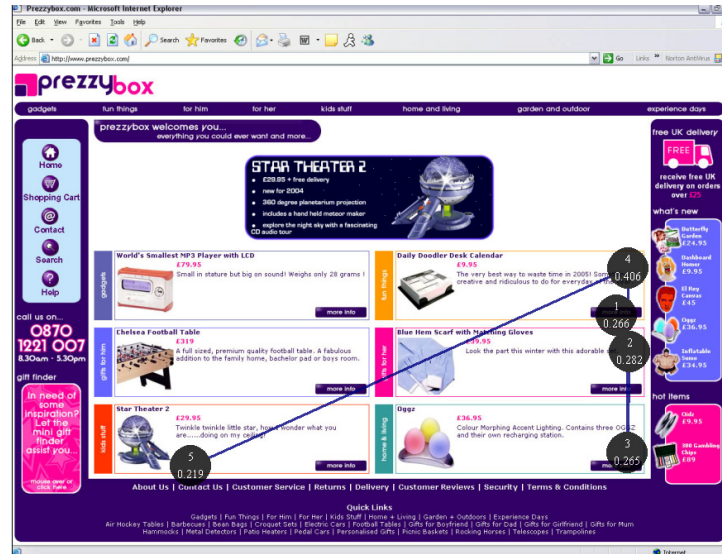 Prezzybox.com - Microsoft Internet Explorer
File Edit View Favorites Tools Help
Back Search Favorites
Address http://www.prezzybox.com/ Go Links Norton AntiVirus
prezzybox
gadgets fun things for him for her kids stuff home and living garden and outdoor experience days
prezzybox welcomes you...
everything you could ever want and more...
Home
Shopping Cart
@
Contact
Search
?
Help
call us on...
0870
1221 007
8.30am - 5.30pm
gift finder
In need of
some
inspiration?
Let the
mini gift
finder
assist you...
mouse over or
click here
STAR THEATER 2
£29.95 + free delivery
new for 2004
360 degree planetarium projection
includes a hand held meteor maker
explore the night sky with a fascinating
CD audio tour
gadgets
World's Smallest MP3 Player with LCD
£79.95
Small in stature but big on sound! Weighs only 28 grams !
more info
fun things
Daily Doodler Desk Calendar
£9.95
The very best way to waste time in 2005!
creative and ridiculous to do for everyday of
4
0.406
1
0.266
gifts for him
Chelsea Football Table
£319
A full sized, premium quality football table. A fabulous
addition to the family home, bachelor pad or boys room.
more info
gifts for her
Blue Hem Scarf with Matching Gloves
£39.95
Look the part this winter with this adorable
more info
2
0.282
kids stuff
Star Theater 2
£29.95
Twinkle twinkle little star, how I wonder what you
are......doing on my ceiling!
more info
5
0.219
home & living
Oggz
£36.95
Colour Morphing Accent Lighting. Contains three OGGZ
and their own recharging station.
3
0.265
free UK delivery
FREE
receive free UK
delivery on orders
over £25
what's new
Butterfly
Garden
£24.95
Dashboard
£9.95
El Rey
Canvas
£45
Oggz
£36.95
Inflatable
Sumo
£34.95
hot items
£9.95
300 Gambling
Chips
£89
About Us | Contact Us | Customer Service | Returns | Delivery | Customer Reviews | Security | Terms & Conditions
Quick Links
Gadgets | Fun Things | For Him | For Her | Kids Stuff | Home + Living | Garden + Outdoors | Experience Days
Air Hockey Tables | Barbecues | Bean Bags | Croquet Sets | Electric Cars | Football Tables | Gifts for Boyfriend | Gifts for Dad | Gifts for Girlfriend | Gifts for Mum
Hammocks | Metal Detectors | Patio Heaters | Pedal Cars | Personalised Gifts | Picnic Baskets | Rocking Horses | Telescopes | Trampolines
Internet